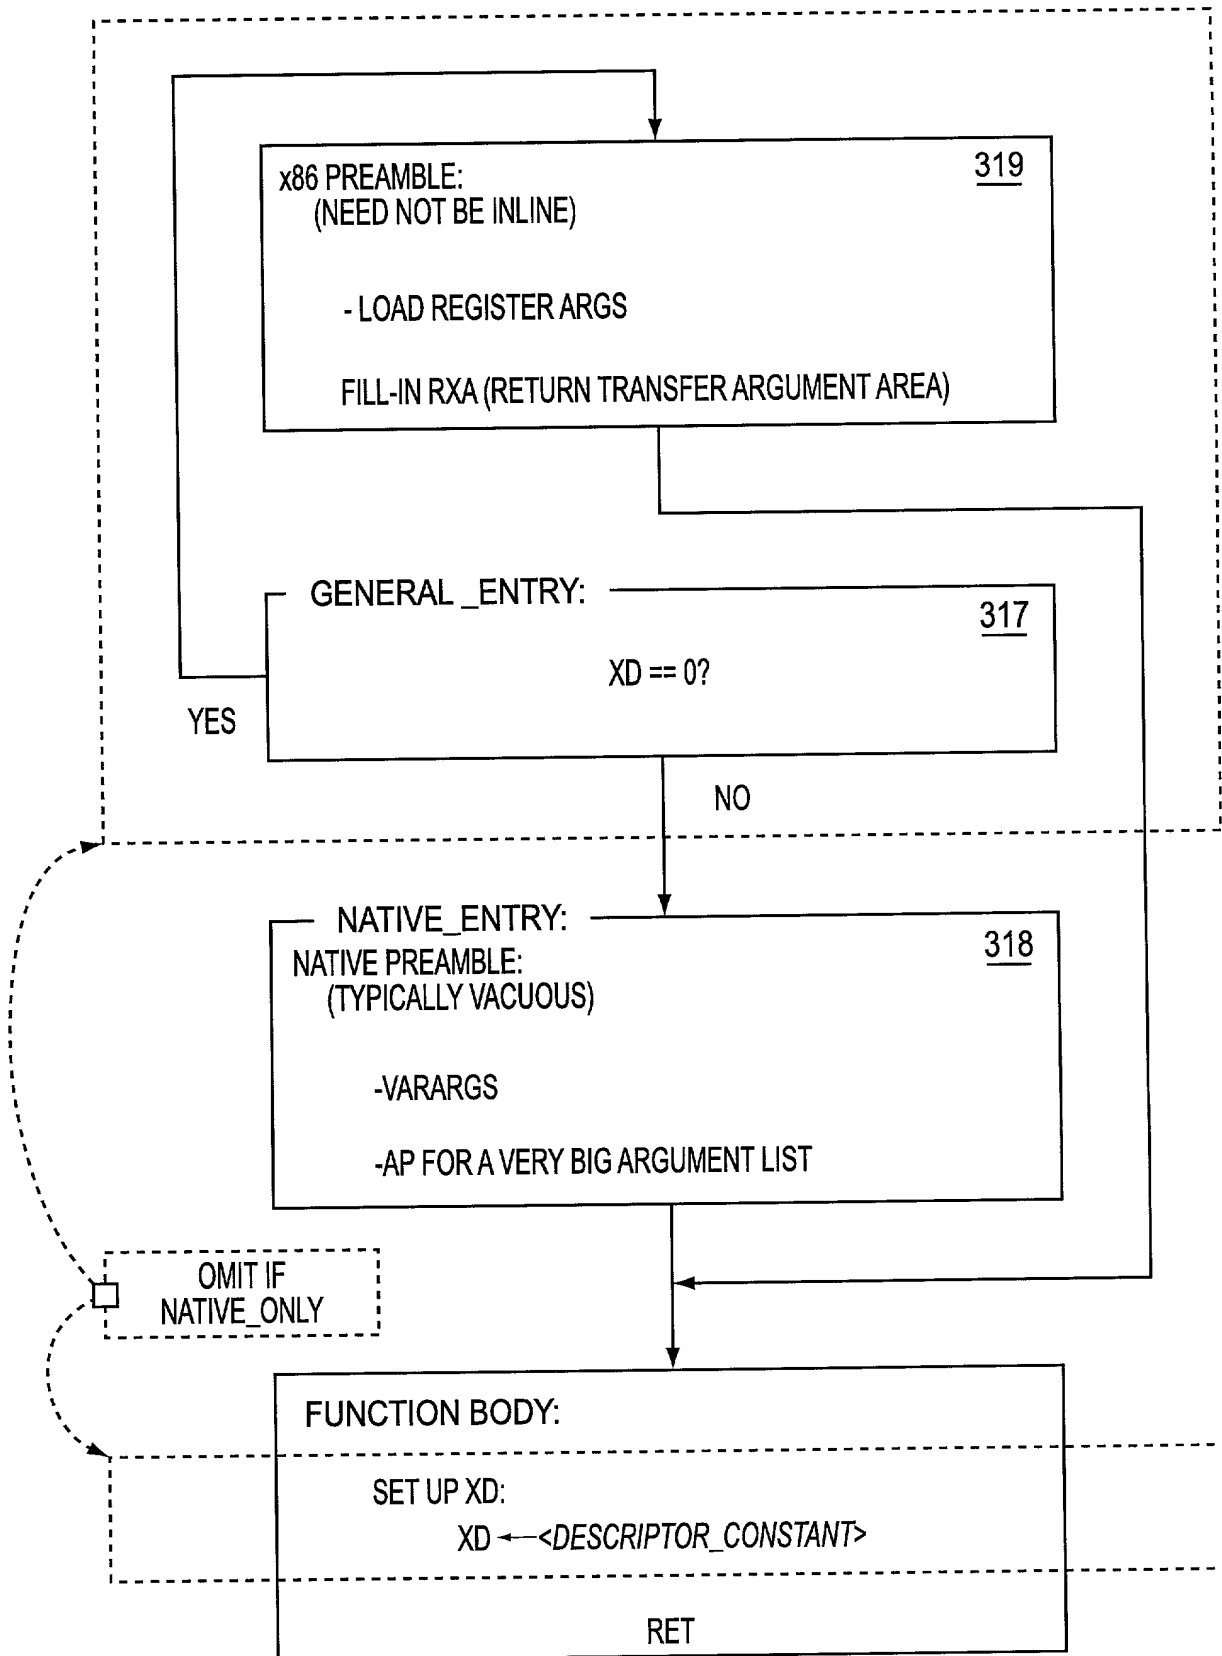 319
x86 PREAMBLE:
(NEED NOT BE INLINE)
- LOAD REGISTER ARGS
FILL-IN RXA (RETURN TRANSFER ARGUMENT AREA)
GENERAL _ENTRY:
317
XD == 0?
YES
NO
NATIVE_ENTRY:
318
NATIVE PREAMBLE:
(TYPICALLY VACUOUS)
-VARARGS
-AP FOR A VERY BIG ARGUMENT LIST
OMIT IF
NATIVE_ONLY
FUNCTION BODY:
SET UP XD:
XD ←<DESCRIPTOR_CONSTANT>
RET